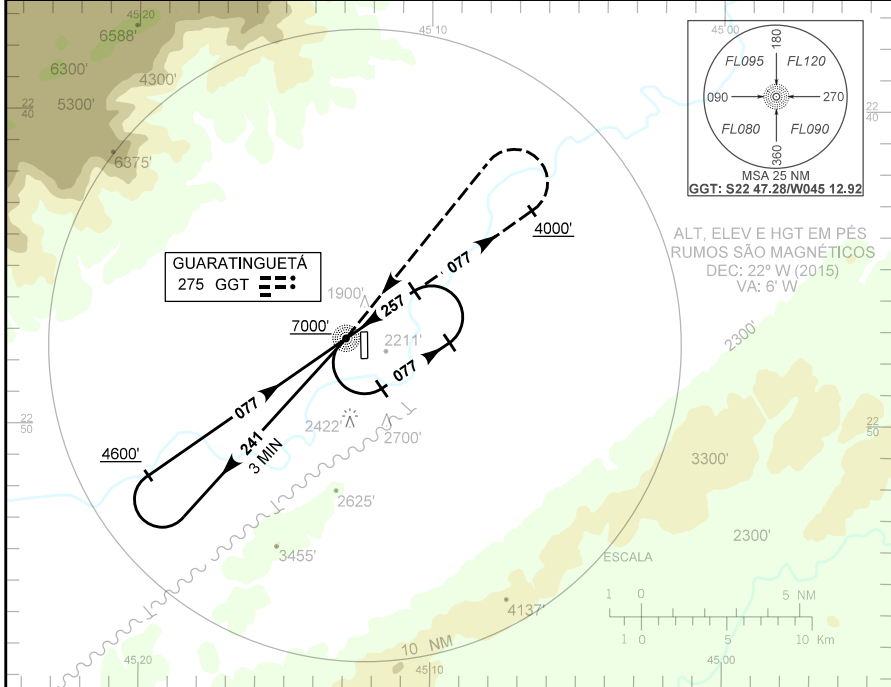 45 20
45 10
45 00
6588'
6300'
4300'
5300'
6375'
22
40
22
40
180
FL095
FL120
090
270
FL080
FL090
360
MSA 25 NM
GGT: S22 47.28/W045 12.92
ALT, ELEV E HGT EM PÉS
RUMOS SÃO MAGNÉTICOS
DEC: 22º W (2015)
VA: 6' W
4000'
077
GUARATINGUETÁ
275 GGT
1900'
257
7000'
2211'
077
2300'
077
2422'
2700'
241
3 MIN
22
50
22
50
4600'
3300'
2625'
2300'
3455'
ESCALA
1 0 5 NM
1 0 5 10 Km
4137'
10 NM
45 20
45 10
45 00